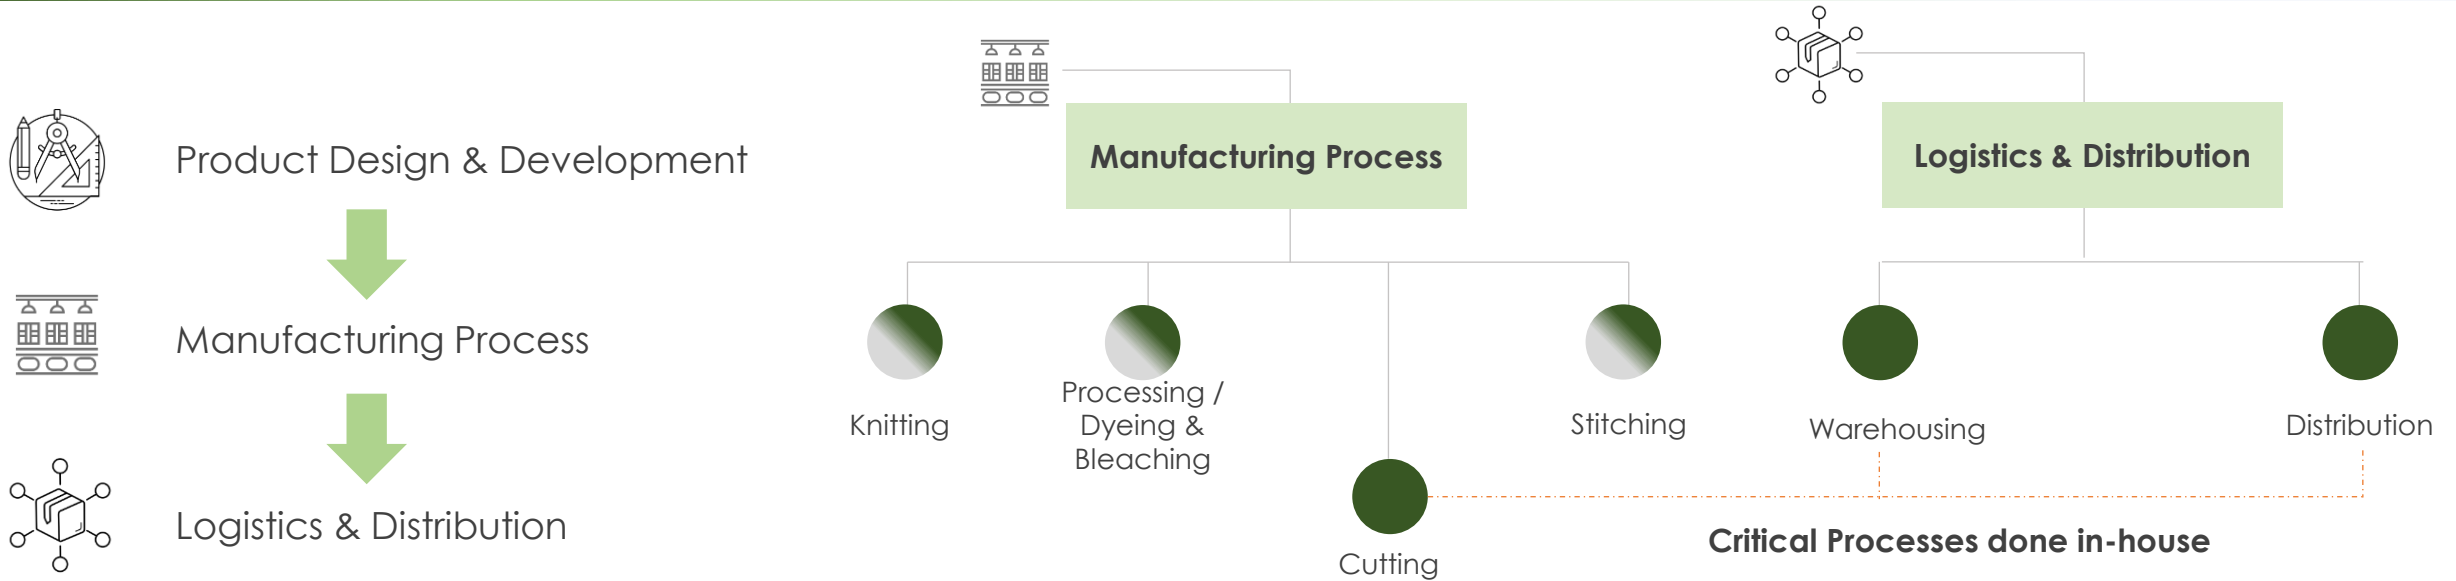 Product Design & Development
Manufacturing Process
Logistics & Distribution
Manufacturing Process
Knitting
Processing /
Dyeing &
Bleaching
Cutting
Stitching
Logistics & Distribution
Warehousing
Distribution
Critical Processes done in-house